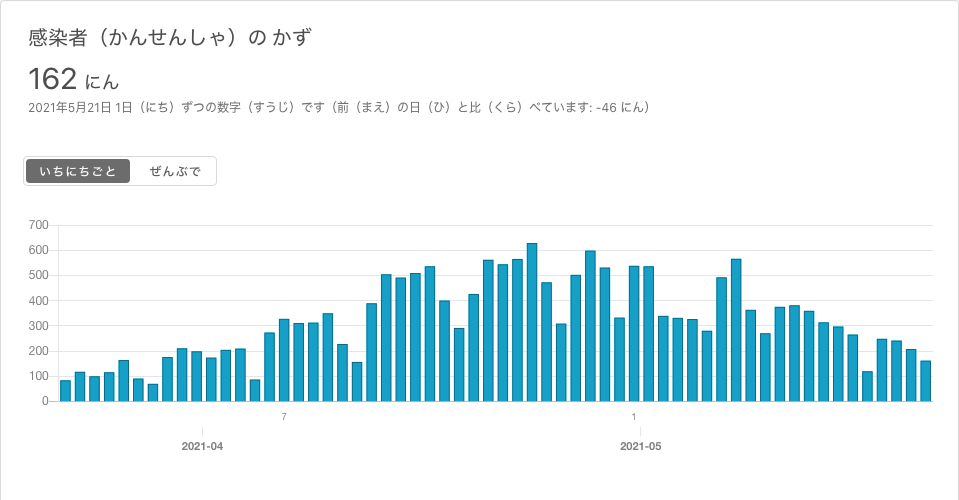 感染者（かんせんしゃ）の かず
162 にん
2021年5月21日 1日（にち）ずつの数字（すうじ）です（前（まえ）の日（ひ）と比（くら）べています: -46 にん）
いちにちごと ぜんぶで
700
600
500
400
300
200
100
0
7 1
2021-04 2021-05